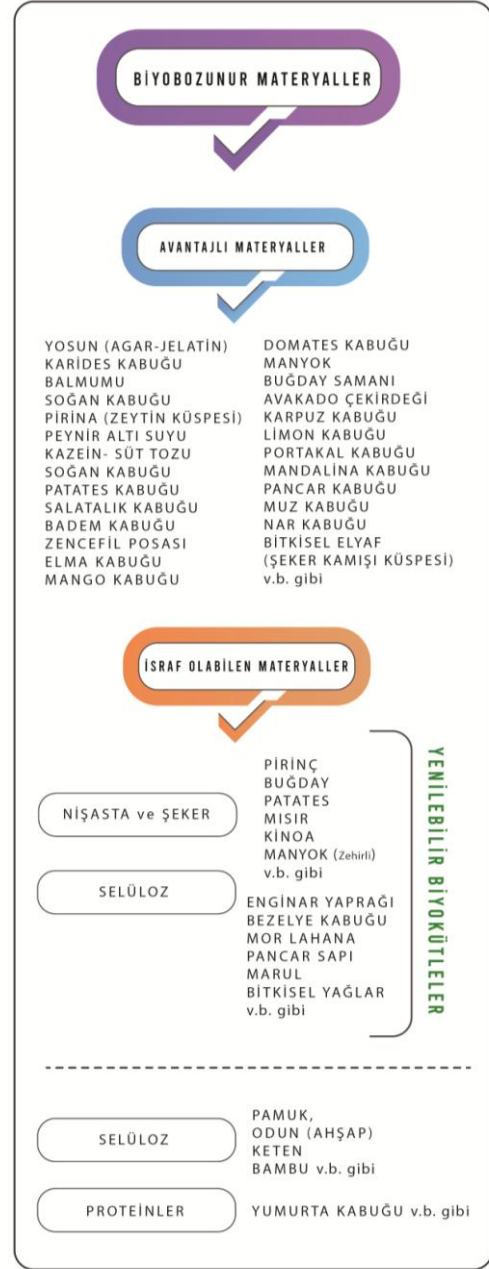 BİYOBOZUNUR MATERYALLER
AVANTAJLI MATERYALLER
YOSUN (AGAR-JELATİN)
KARİDES KABUĞU
BALMUMU
SOĞAN KABUĞU
PİRİNA (ZEYTİN KÜSPESİ)
PEYNİR ALTI SUYU
KAZEİN- SÜT TOZU
SOĞAN KABUĞU
PATATES KABUĞU
SALATALIK KABUĞU
BADEM KABUĞU
ZENCEFİL POSASI
ELMA KABUĞU
MANGO KABUĞU
DOMATES KABUĞU
MANYOK
BUĞDAY SAMANI
AVAKADO ÇEKİRDEĞİ
KARPUZ KABUĞU
LİMON KABUĞU
PORTAKAL KABUĞU
MANDALİNA KABUĞU
PANCAR KABUĞU
MUZ KABUĞU
NAR KABUĞU
BİTKİSEL ELYAF
(ŞEKER KAMIŞI KÜSPESİ)
v.b. gibi
İSRAF OLABİLEN MATERYALLER
NİŞASTA ve ŞEKER
PİRİNÇ
BUĞDAY
PATATES
MISIR
KİNOA
MANYOK (Zehirli)
v.b. gibi
SELÜLOZ
ENGINAR YAPRAĞI
BEZELYE KABUĞU
MOR LAHANA
PANCAR SAPI
MARUL
BİTKİSEL YAĞLAR
v.b. gibi
YENİLEBİLİR BİYOKÜTLELER
SELÜLOZ
PAMUK,
ODUN (AHŞAP)
KETEN
BAMBU v.b. gibi
PROTEİNLER
YUMURTA KABUĞU v.b. gibi